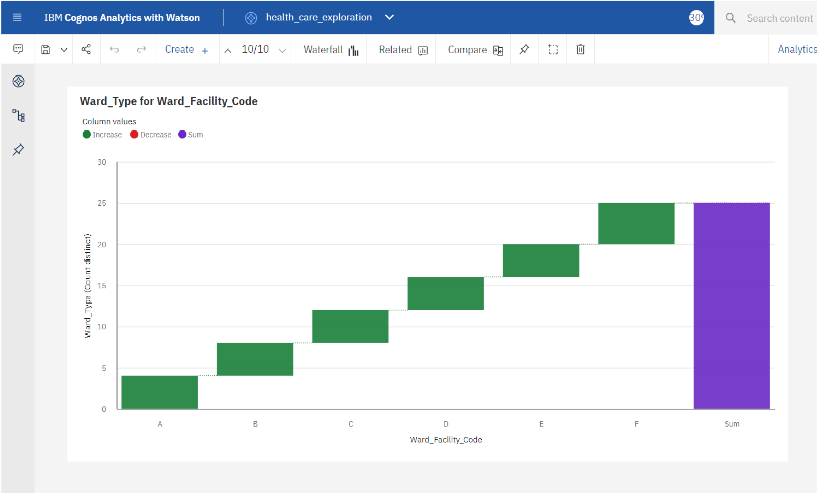 IBM Cognos Analytics with Watson
health_care_exploration
Search content
Create +
10/10
Waterfall
Related
Compare
Analytics
Ward_Type for Ward_Facility_Code
Column values
Increase Decrease Sum
30
25
20
15
10
5
0
Ward_Type (Count distinct)
A B C D E F Sum
Ward_Facility_Code